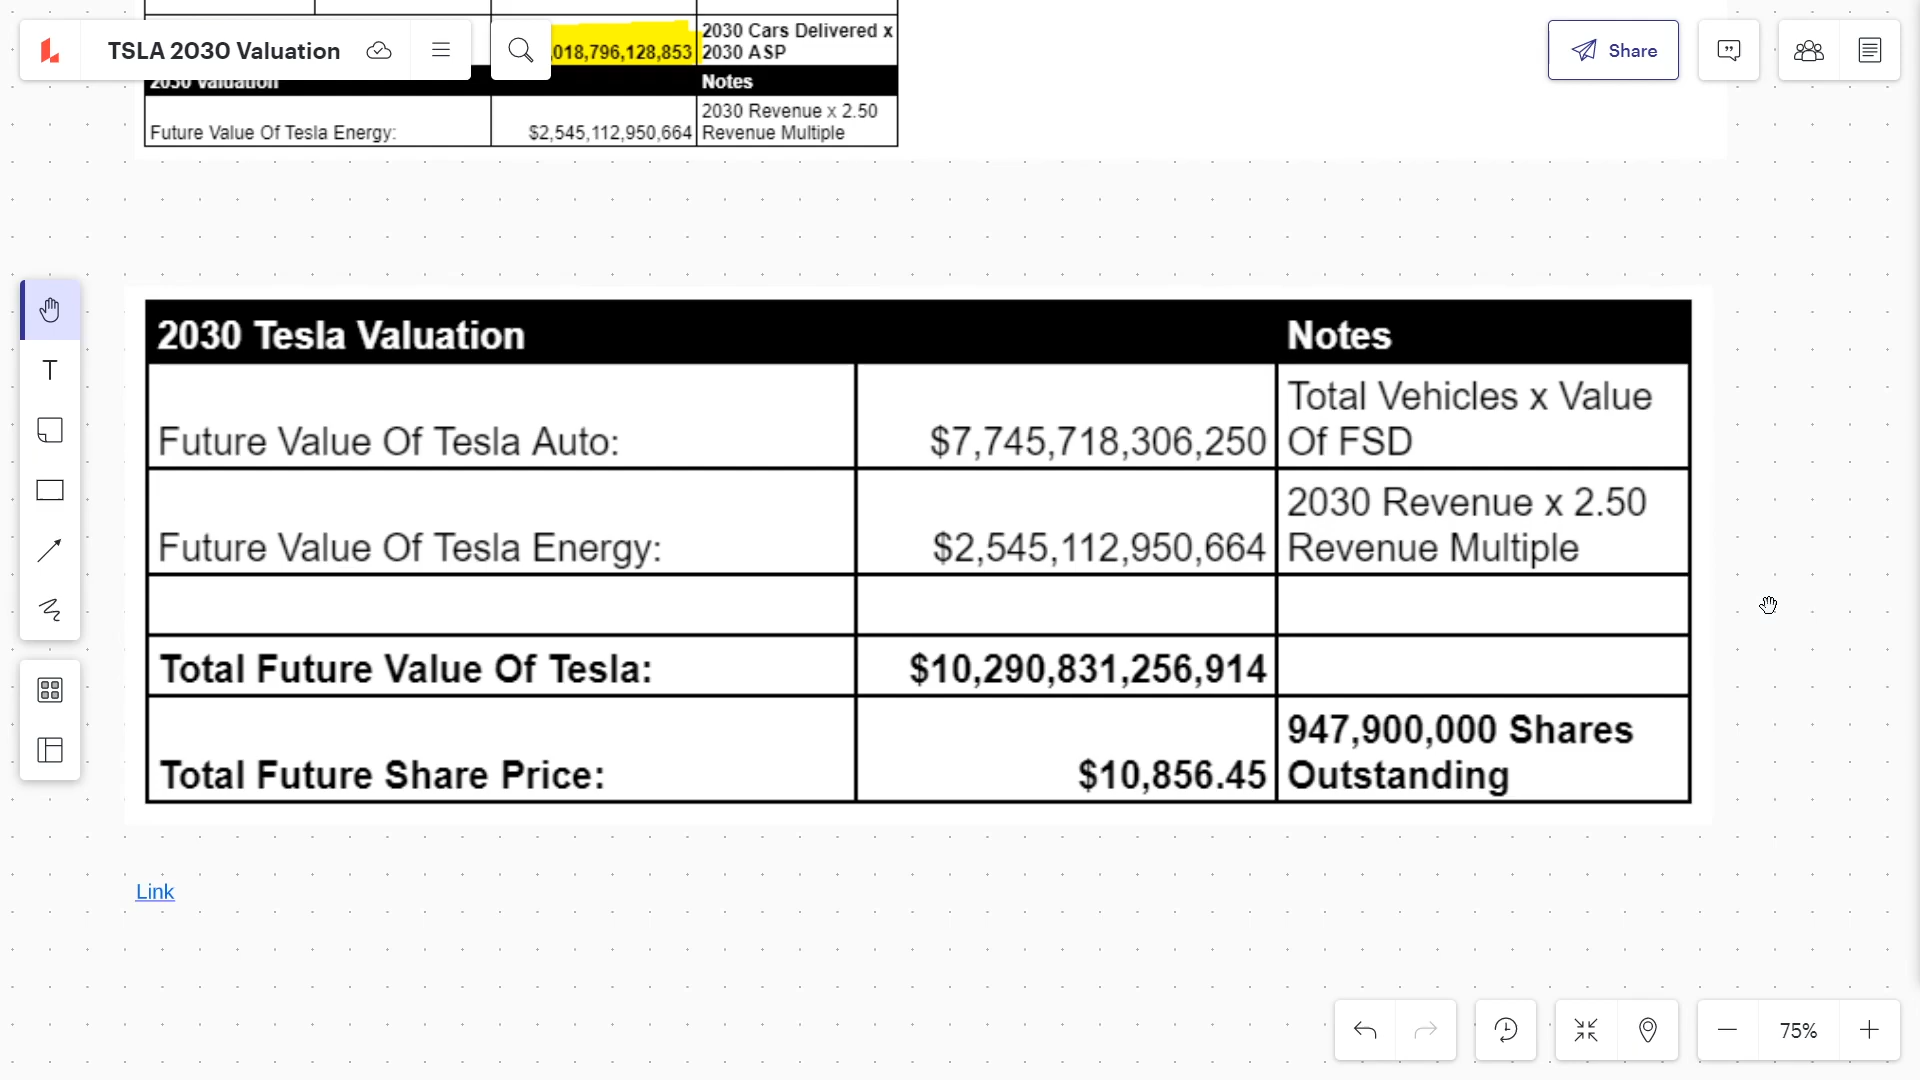 TSLA 2030 Valuation
Share
,018,796,128,853
2030 Cars Delivered x
2030 ASP
2030 Valuation
Notes
Future Value Of Tesla Energy:
$2,545,112,950,664
2030 Revenue x 2.50
Revenue Multiple
2030 Tesla Valuation
Notes
Future Value Of Tesla Auto:
$7,745,718,306,250
Total Vehicles x Value
Of FSD
Future Value Of Tesla Energy:
$2,545,112,950,664
2030 Revenue x 2.50
Revenue Multiple
Total Future Value Of Tesla:
$10,290,831,256,914
Total Future Share Price:
$10,856.45
947,900,000 Shares
Outstanding
Link
75%